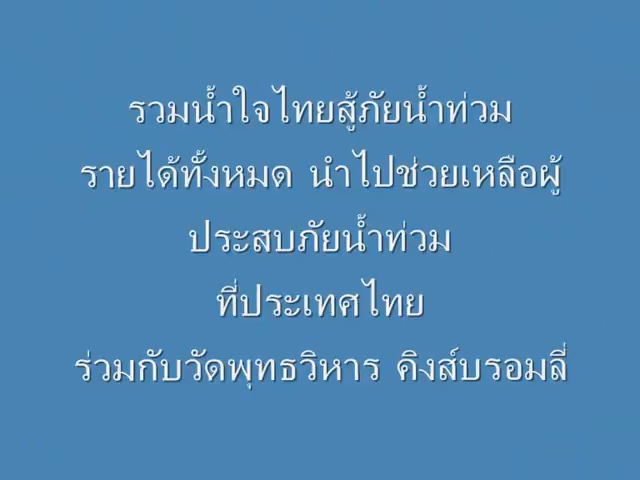 รวมน้ำใจไทยสู้ภัยน้ำท่วม
รายได้ทั้งหมด นำไปช่วยเหลือผู้
ประสบภัยน้ำท่วม
ที่ประเทศไทย
ร่วมกับวัดพุทธวิหาร คิงส์บรอมลี่